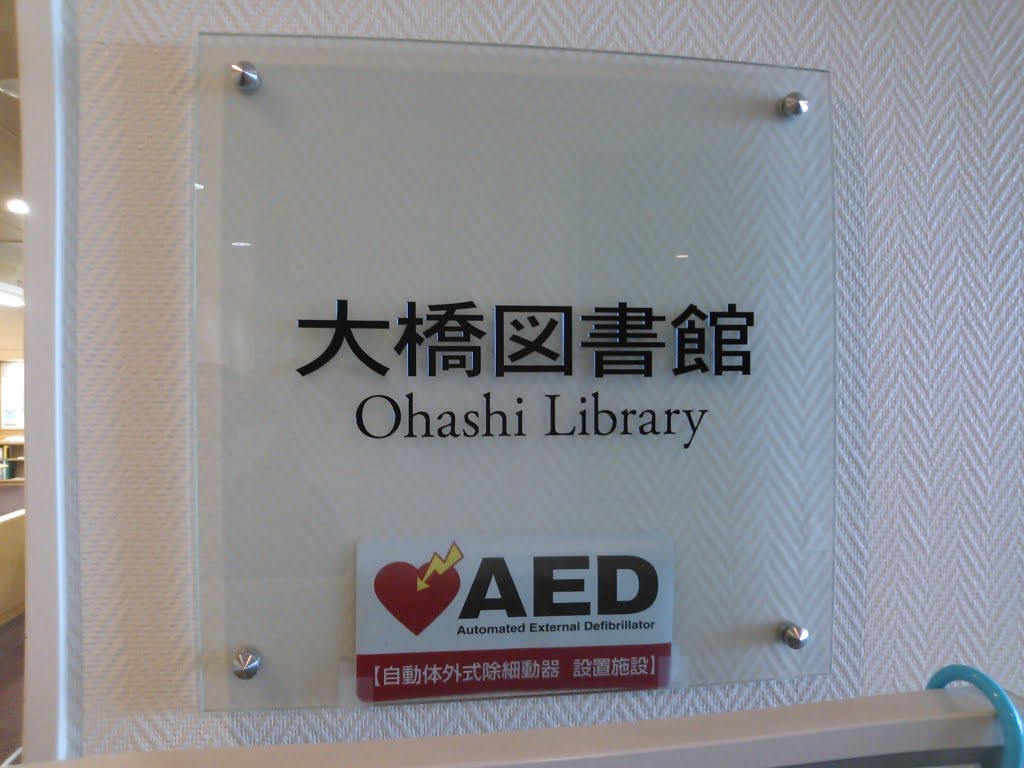 大橋図書館
Ohashi Library
AED
Automated External Defibrillator
【自動体外式除細動器 設置施設】